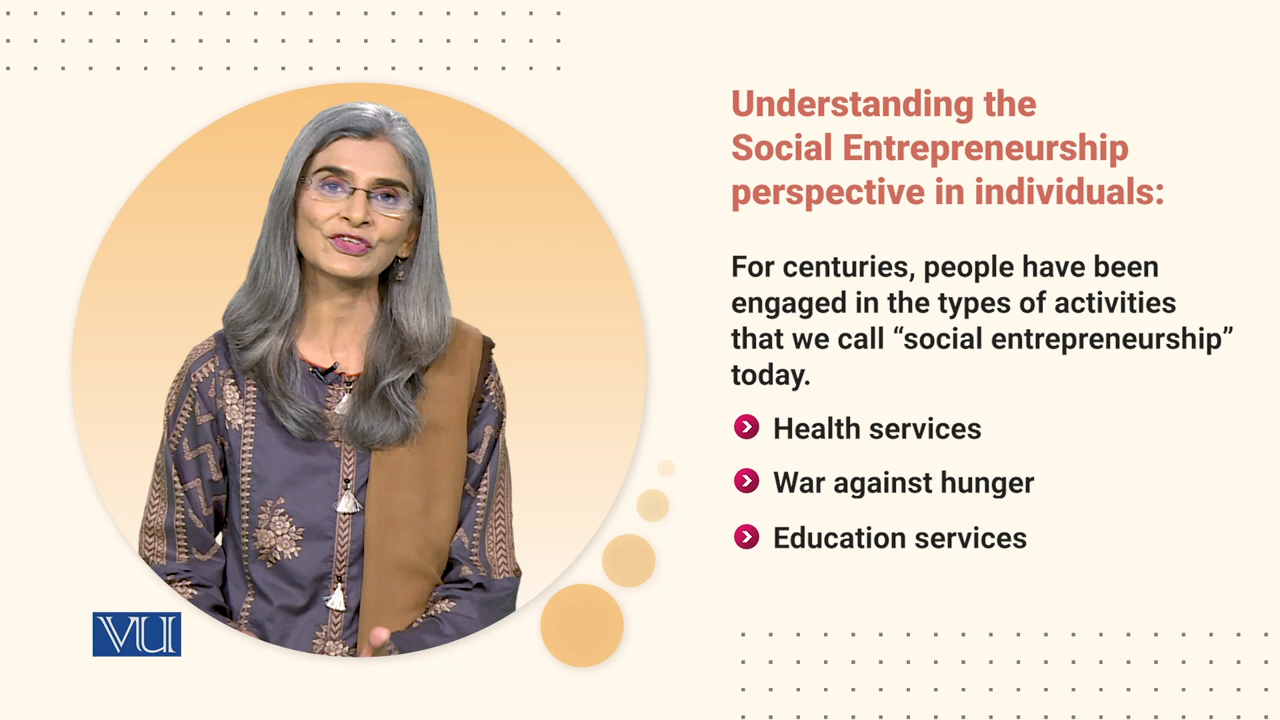 Understanding the
Social Entrepreneurship
perspective in individuals:
For centuries, people have been
engaged in the types of activities
that we call “social entrepreneurship”
today.
Health services
War against hunger
Education services
VU